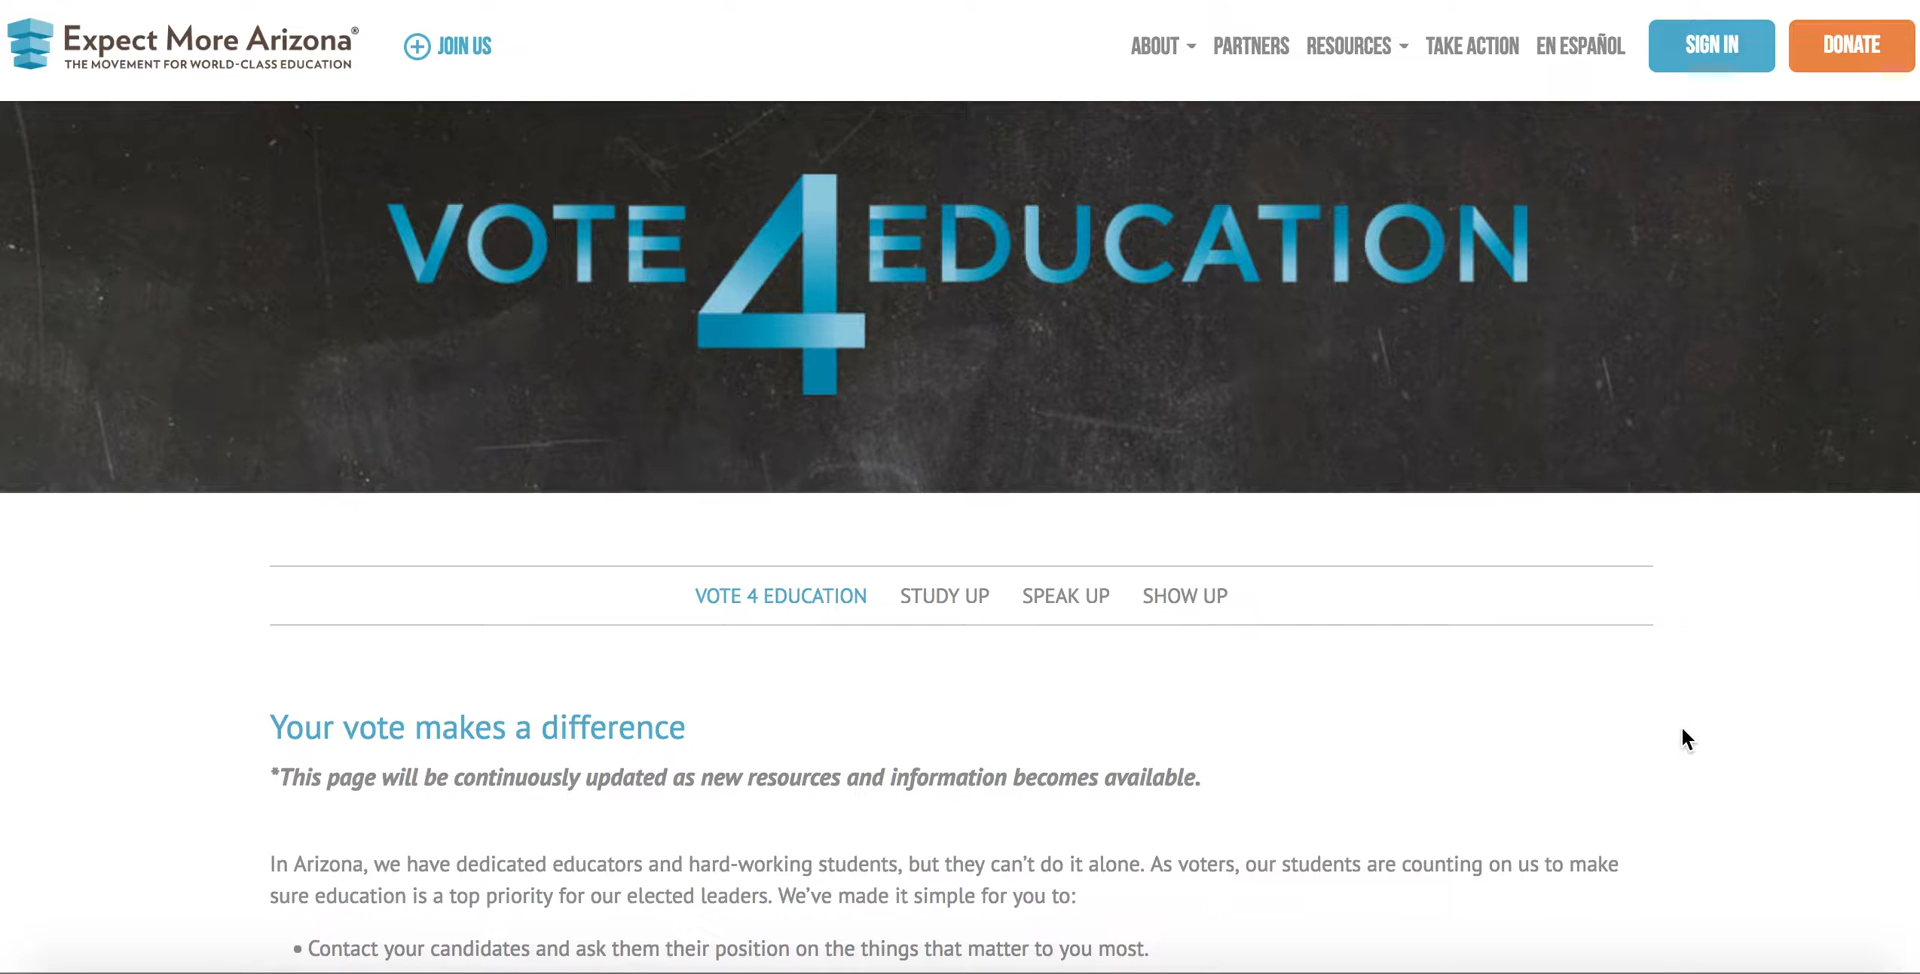 Expect More Arizona®
THE MOVEMENT FOR WORLD-CLASS EDUCATION
JOIN US
ABOUT
PARTNERS
RESOURCES
TAKE ACTION
EN ESPAÑOL
SIGN IN
DONATE
VOTE 4 EDUCATION
VOTE 4 EDUCATION
STUDY UP
SPEAK UP
SHOW UP
Your vote makes a difference
*This page will be continuously updated as new resources and information becomes available.
In Arizona, we have dedicated educators and hard-working students, but they can’t do it alone. As voters, our students are counting on us to make
sure education is a top priority for our elected leaders. We’ve made it simple for you to:
• Contact your candidates and ask them their position on the things that matter to you most.